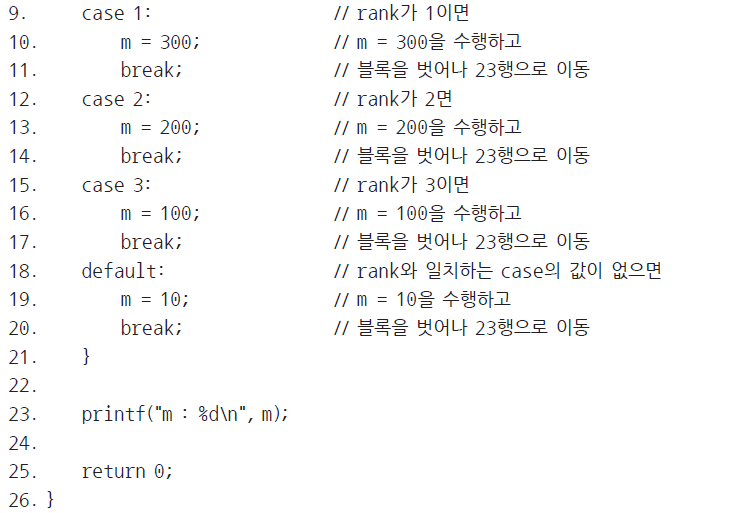 9. case 1: // rank가 1이면
10. m = 300; // m = 300을 수행하고
11. break; // 블록을 벗어나 23행으로 이동
12. case 2: // rank가 2면
13. m = 200; // m = 200을 수행하고
14. break; // 블록을 벗어나 23행으로 이동
15. case 3: // rank가 3이면
16. m = 100; // m = 100을 수행하고
17. break; // 블록을 벗어나 23행으로 이동
18. default: // rank와 일치하는 case의 값이 없으면
19. m = 10; // m = 10을 수행하고
20. break; // 블록을 벗어나 23행으로 이동
21. }
22.
23. printf("m : %d\n", m);
24.
25. return 0;
26. }